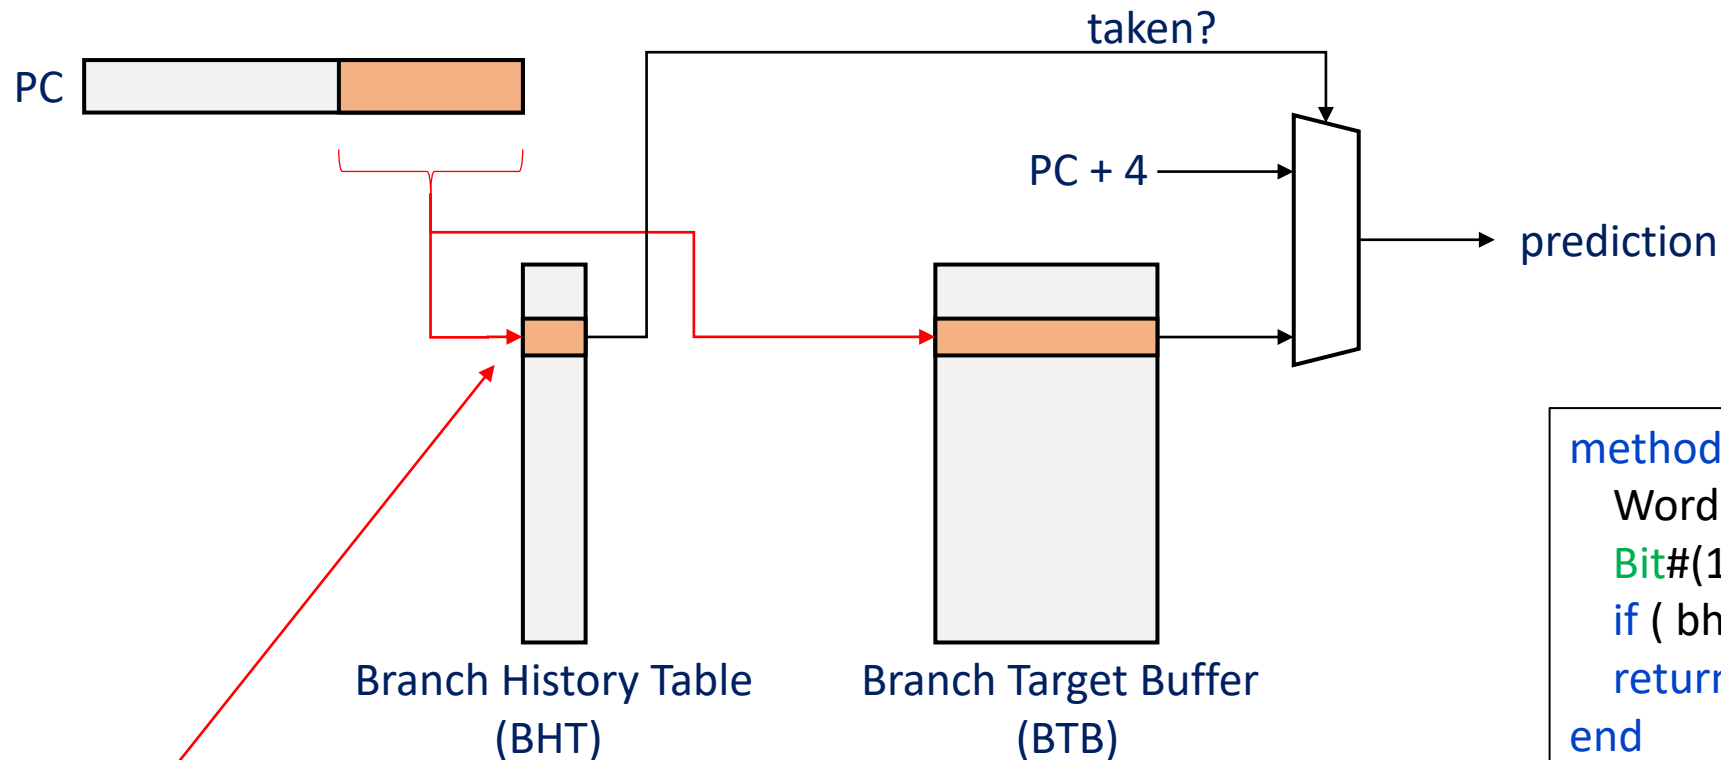 taken?
PC
PC + 4
prediction
Branch History Table
(BHT)
Branch Target Buffer
(BTB)
method
Word
Bit#(1
if ( bh
return
end